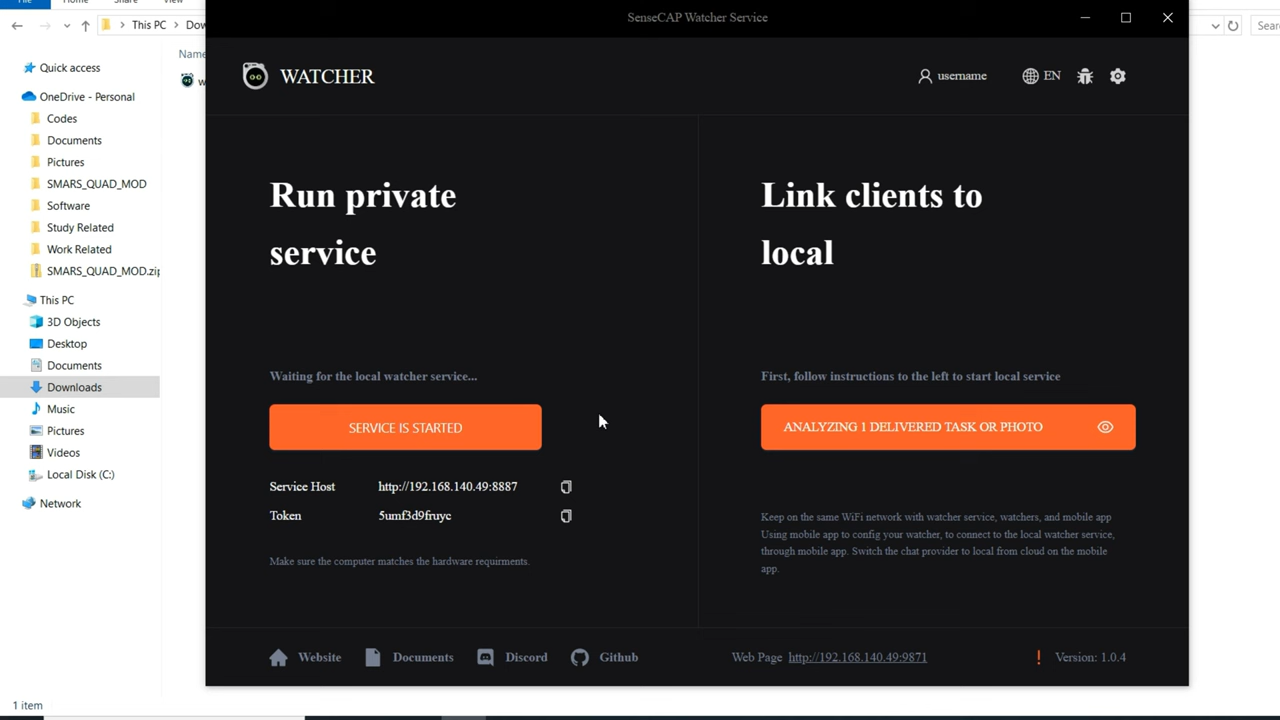 File
Home
Share
View
SenseCAP Watcher Service
This PC
Dow
Sear
Name
w
Quick access
OneDrive - Personal
Codes
Documents
Pictures
SMARS_QUAD_MOD
Software
Study Related
Work Related
SMARS_QUAD_MOD.zip
This PC
3D Objects
Desktop
Documents
Downloads
Music
Pictures
Videos
Local Disk (C:)
Network
1 item
WATCHER
username
EN
Run private
service
Waiting for the local watcher service...
SERVICE IS STARTED
Service Host http://192.168.140.49:8887
Token 5umf3d9fruyc
Make sure the computer matches the hardware requirments.
Link clients to
local
First, follow instructions to the left to start local service
ANALYZING 1 DELIVERED TASK OR PHOTO
Keep on the same WiFi network with watcher service, watchers, and mobile app
Using mobile app to config your watcher, to connect to the local watcher service,
through mobile app. Switch the chat provider to local from cloud on the mobile
app.
Website
Documents
Discord
Github
Web Page http://192.168.140.49:9871
! Version: 1.0.4